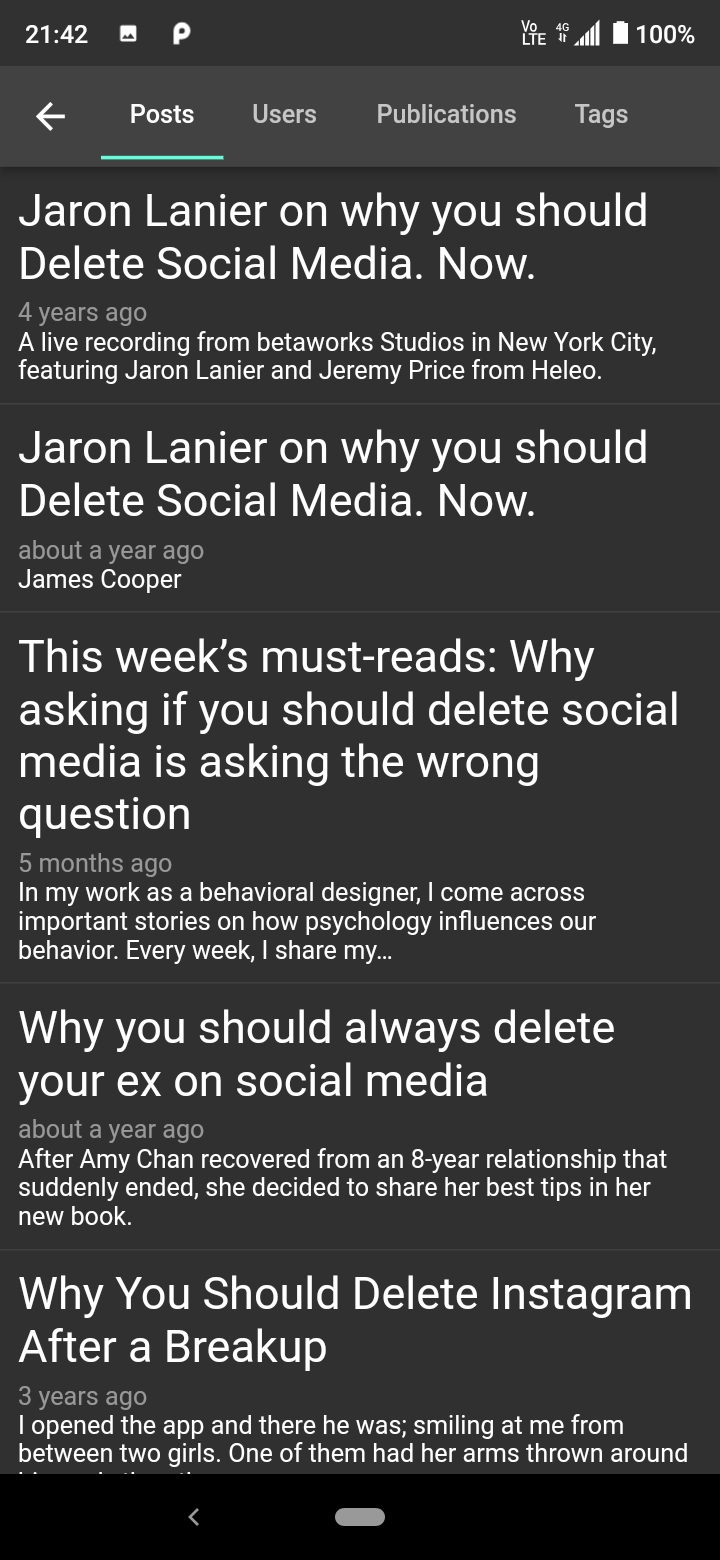 21:42
Vo
LTE
4G
100%
Posts Users Publications Tags
Jaron Lanier on why you should
Delete Social Media. Now.
4 years ago
A live recording from betaworks Studios in New York City,
featuring Jaron Lanier and Jeremy Price from Heleo.
Jaron Lanier on why you should
Delete Social Media. Now.
about a year ago
James Cooper
This week’s must-reads: Why
asking if you should delete social
media is asking the wrong
question
5 months ago
In my work as a behavioral designer, I come across
important stories on how psychology influences our
behavior. Every week, I share my…
Why you should always delete
your ex on social media
about a year ago
After Amy Chan recovered from an 8-year relationship that
suddenly ended, she decided to share her best tips in her
new book.
Why You Should Delete Instagram
After a Breakup
3 years ago
I opened the app and there he was; smiling at me from
between two girls. One of them had her arms thrown around